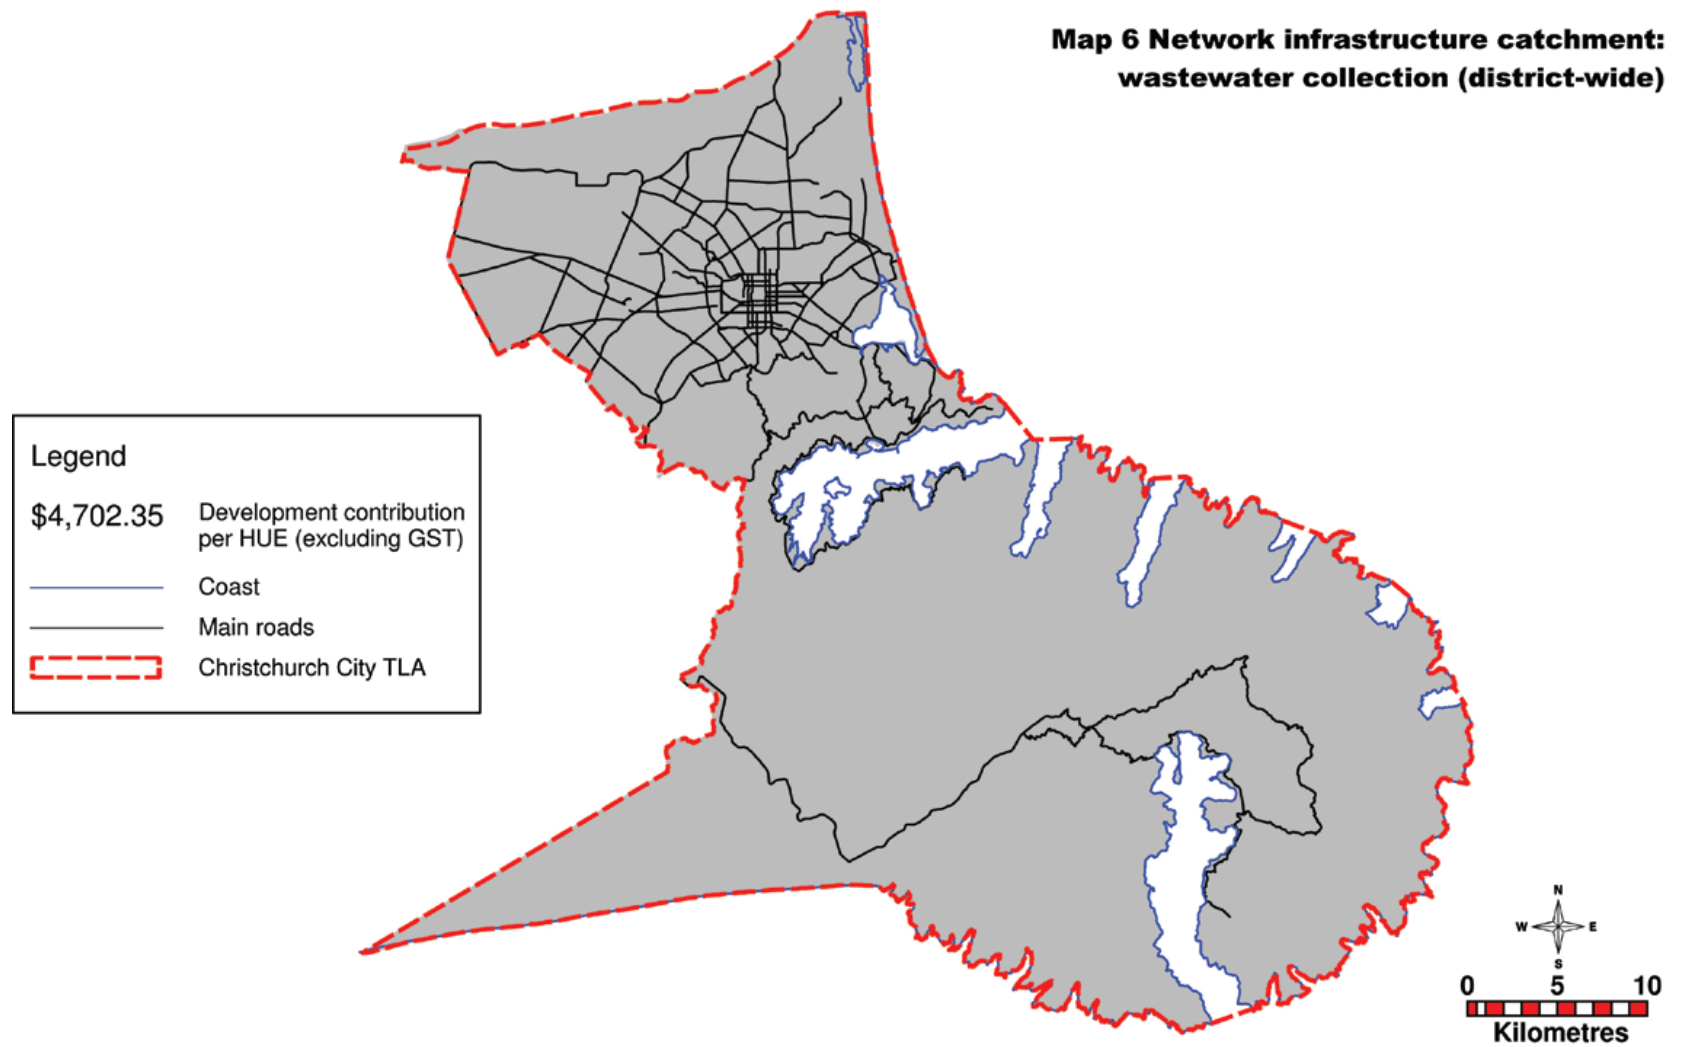 Map 6 Network infrastructure catchment:
wastewater collection (district-wide)
Legend
$4,702.35 Development contribution
per HUE (excluding GST)
Coast
Main roads
Christchurch City TLA
N
W E
S
0 5 10
Kilometres